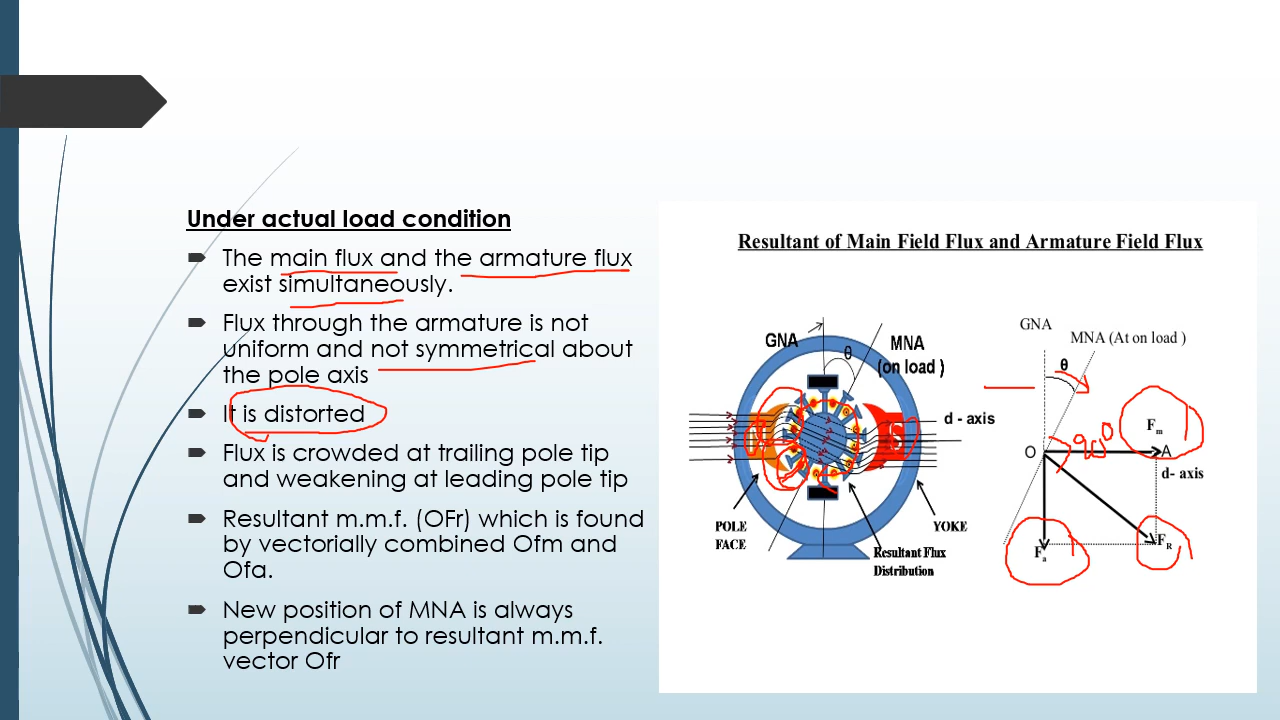 Under actual load condition
The main flux and the armature flux
exist simultaneously.
Flux through the armature is not
uniform and not symmetrical about
the pole axis
It is distorted
Flux is crowded at trailing pole tip
and weakening at leading pole tip
Resultant m.m.f. (OFr) which is found
by vectorially combined Ofm and
Ofa.
New position of MNA is always
perpendicular to resultant m.m.f.
vector Ofr
Resultant of Main Field Flux and Armature Field Flux
GNA
θ
MNA
(on load )
d - axis
POLE
FACE
Resultant Flux
Distribution
YOKE
GNA
MNA (At on load )
θ
Fm
O
90°
A
d- axis
Fa
FR